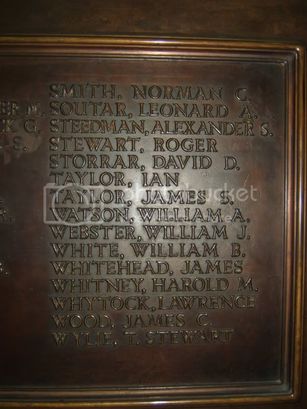 SMITH, NORMAN C.
SOUTAR, LEONARD A.
STEEDMAN, ALEXANDER S.
STEWART, ROGER
STORRAR, DAVID D.
TAYLOR, IAN
TAYLOR, JAMES S.
WATSON, WILLIAM A.
WEBSTER, WILLIAM J.
WHITE, WILLIAM B.
WHITEHEAD, JAMES
WHITNEY, HAROLD M.
WHYTOCK, LAWRENCE
WOOD, JAMES C.
WYLIE, T. STEWART